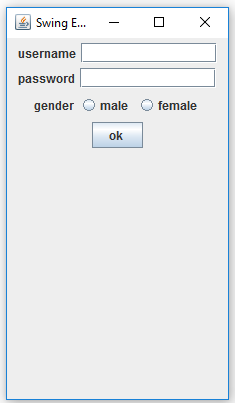 Swing E...
username
password
gender male female
ok